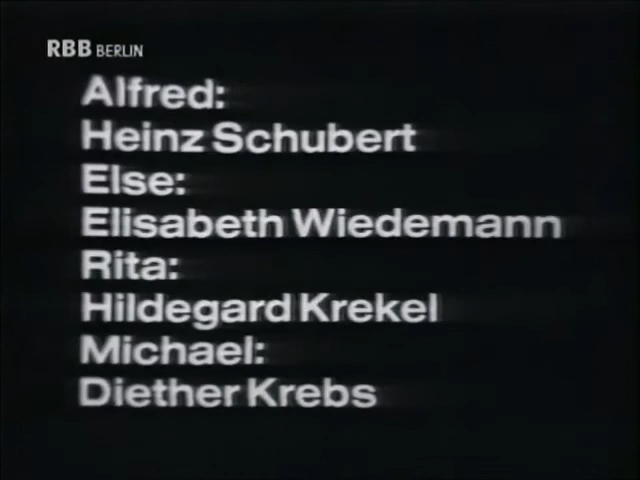 RBB BERLIN
Alfred:
Heinz Schubert
Else:
Elisabeth Wiedemann
Rita:
Hildegard Krekel
Michael:
Diether Krebs